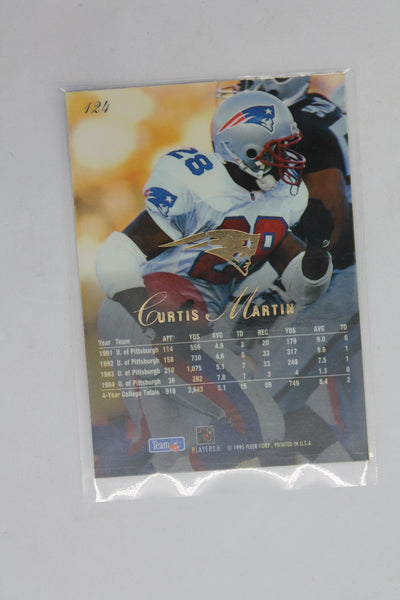 124
28
28
CURTIS MARTIN
Year Team ATT YDS AVG TD REC YDS AVG TD
1991 U. of Pittsburgh 114 556 4.9 2 20 179 9.0 0
1992 U. of Pittsburgh 158 730 4.6 5 33 317 9.6 1
1993 U. of Pittsburgh 210 1,075 5.1 7 33 249 7.5 1
1994 U. of Pittsburgh 36 282 7.8 1 3 4 1.3 0
4-Year College Totals 518 2,443 5.1 15 89 749 8.4 2
Team NFL
PLAYERS
© 1995 FLEER CORP., PRINTED IN U.S.A.